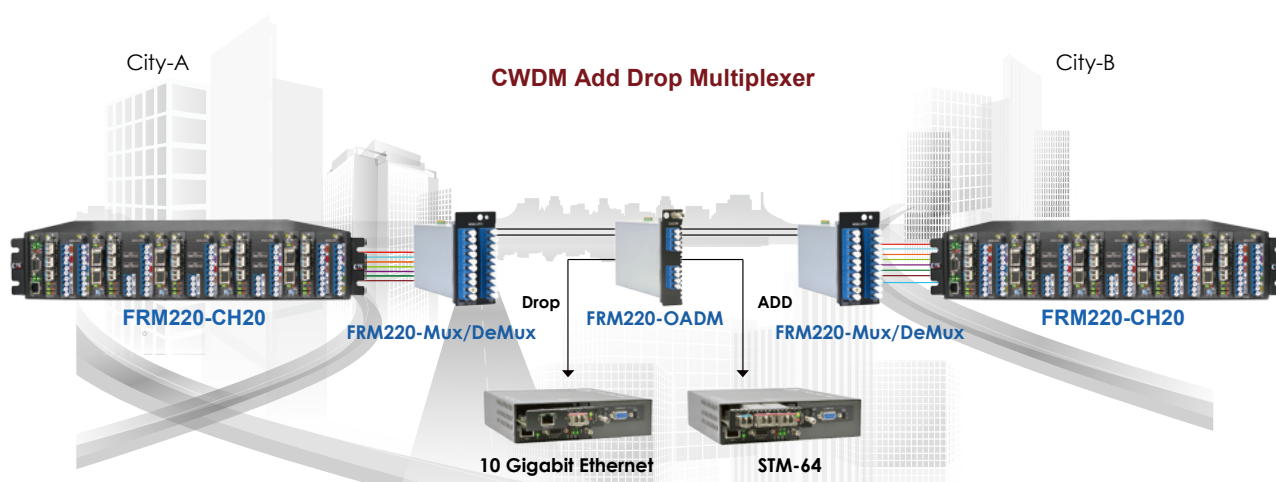 City-A
City-B
CWDM Add Drop Multiplexer
Drop
ADD
FRM220-CH20
FRM220-OADM
FRM220-CH20
FRM220-Mux/DeMux
FRM220-Mux/DeMux
10 Gigabit Ethernet
STM-64